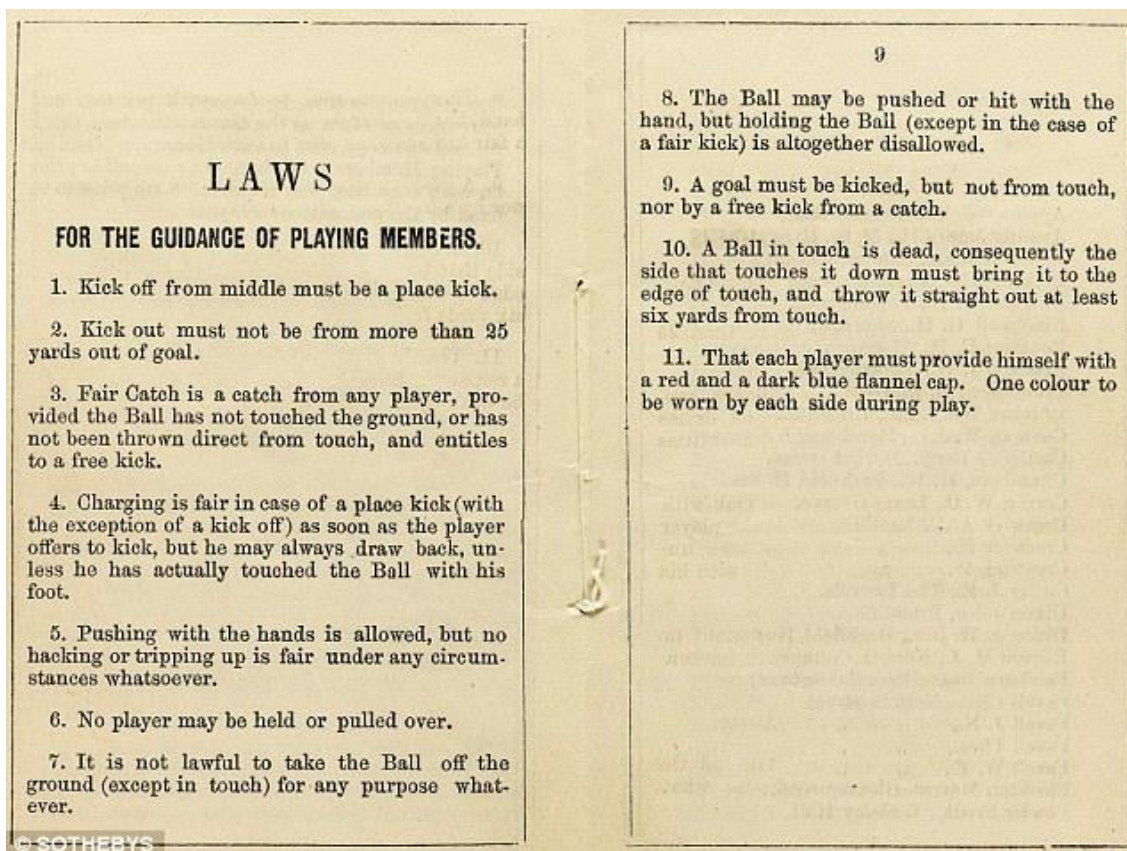 LAWS
FOR THE GUIDANCE OF PLAYING MEMBERS.
1. Kick off from middle must be a place kick.
2. Kick out must not be from more than 25
yards out of goal.
3. Fair Catch is a catch from any player, pro-
vided the Ball has not touched the ground, or has
not been thrown direct from touch, and entitles
to a free kick.
4. Charging is fair in case of a place kick (with
the exception of a kick off) as soon as the player
offers to kick, but he may always draw back, un-
less he has actually touched the Ball with his
foot.
5. Pushing with the hands is allowed, but no
hacking or tripping up is fair under any circum-
stances whatsoever.
6. No player may be held or pulled over.
7. It is not lawful to take the Ball off the
ground (except in touch) for any purpose what-
ever.
© SOTHEBYS
9
8. The Ball may be pushed or hit with the
hand, but holding the Ball (except in the case of
a fair kick) is altogether disallowed.
9. A goal must be kicked, but not from touch,
nor by a free kick from a catch.
10. A Ball in touch is dead, consequently the
side that touches it down must bring it to the
edge of touch, and throw it straight out at least
six yards from touch.
11. That each player must provide himself with
a red and a dark blue flannel cap. One colour to
be worn by each side during play.